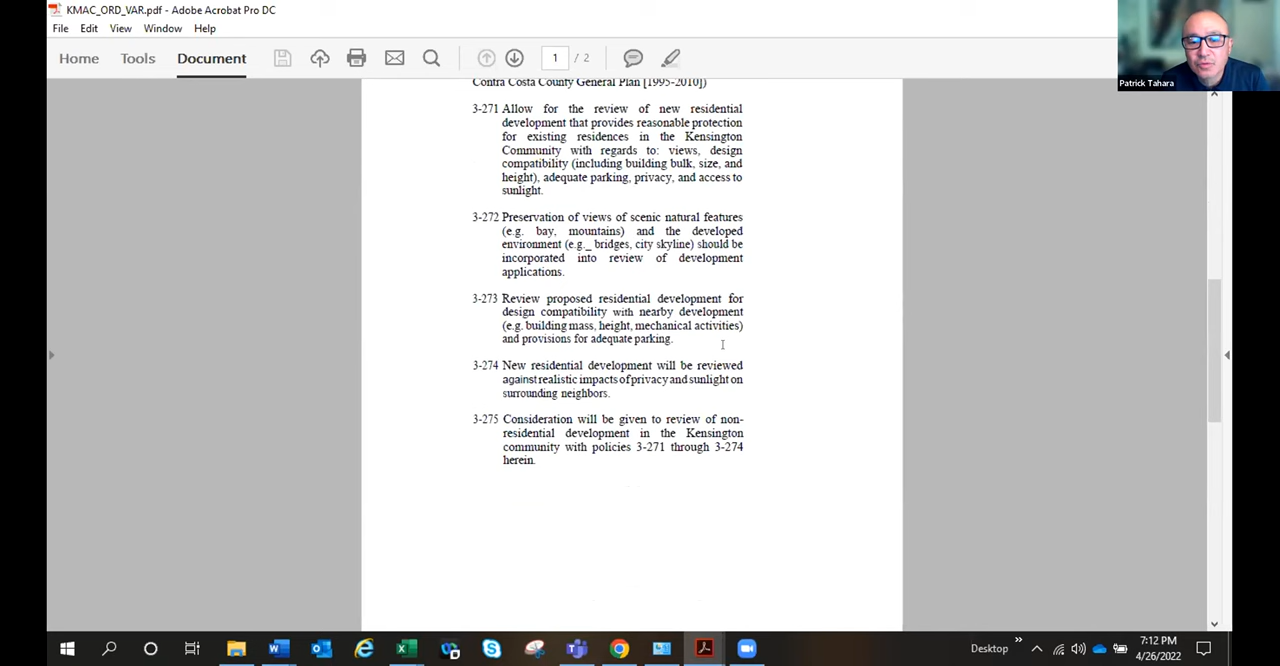 KMAC_ORD_VAR.pdf - Adobe Acrobat Pro DC
File Edit View Window Help
Home Tools Document 1 / 2
Patrick Tahara
Contra Costa County General Plan [1995-2010])
3-271 Allow for the review of new residential
development that provides reasonable protection
for existing residences in the Kensington
Community with regards to: views, design
compatibility (including building bulk, size, and
height), adequate parking, privacy, and access to
sunlight.
3-272 Preservation of views of scenic natural features
(e.g. bay, mountains) and the developed
environment (e.g._ bridges, city skyline) should be
incorporated into review of development
applications.
3-273 Review proposed residential development for
design compatibility with nearby development
(e.g. building mass, height, mechanical activities)
and provisions for adequate parking.
3-274 New residential development will be reviewed
against realistic impacts of privacy and sunlight on
surrounding neighbors.
3-275 Consideration will be given to review of non-
residential development in the Kensington
community with policies 3-271 through 3-274
herein.
Desktop
7:12 PM
4/26/2022